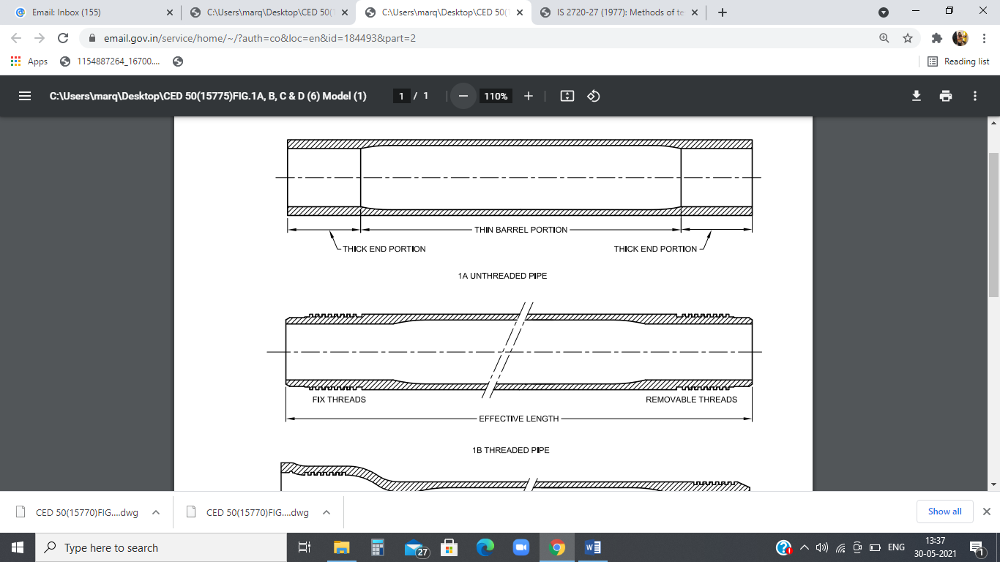 Email: Inbox (155)
C:\Users\marq\Desktop\CED 50(1
C:\Users\marq\Desktop\CED 50(1
IS 2720-27 (1977): Methods of te
email.gov.in/service/home/~/?auth=co&loc=en&id=184493&part=2
Apps
1154887264_16700....
Reading list
C:\Users\marq\Desktop\CED 50(15775)FIG.1A, B, C & D (6) Model (1)
1 / 1
110%
THIN BARREL PORTION
THICK END PORTION
THICK END PORTION
1A UNTHREADED PIPE
FIX THREADS
REMOVABLE THREADS
EFFECTIVE LENGTH
1B THREADED PIPE
CED 50(15770)FIG....dwg
CED 50(15770)FIG....dwg
Show all
Type here to search
27
W
ENG
13:37
30-05-2021
1